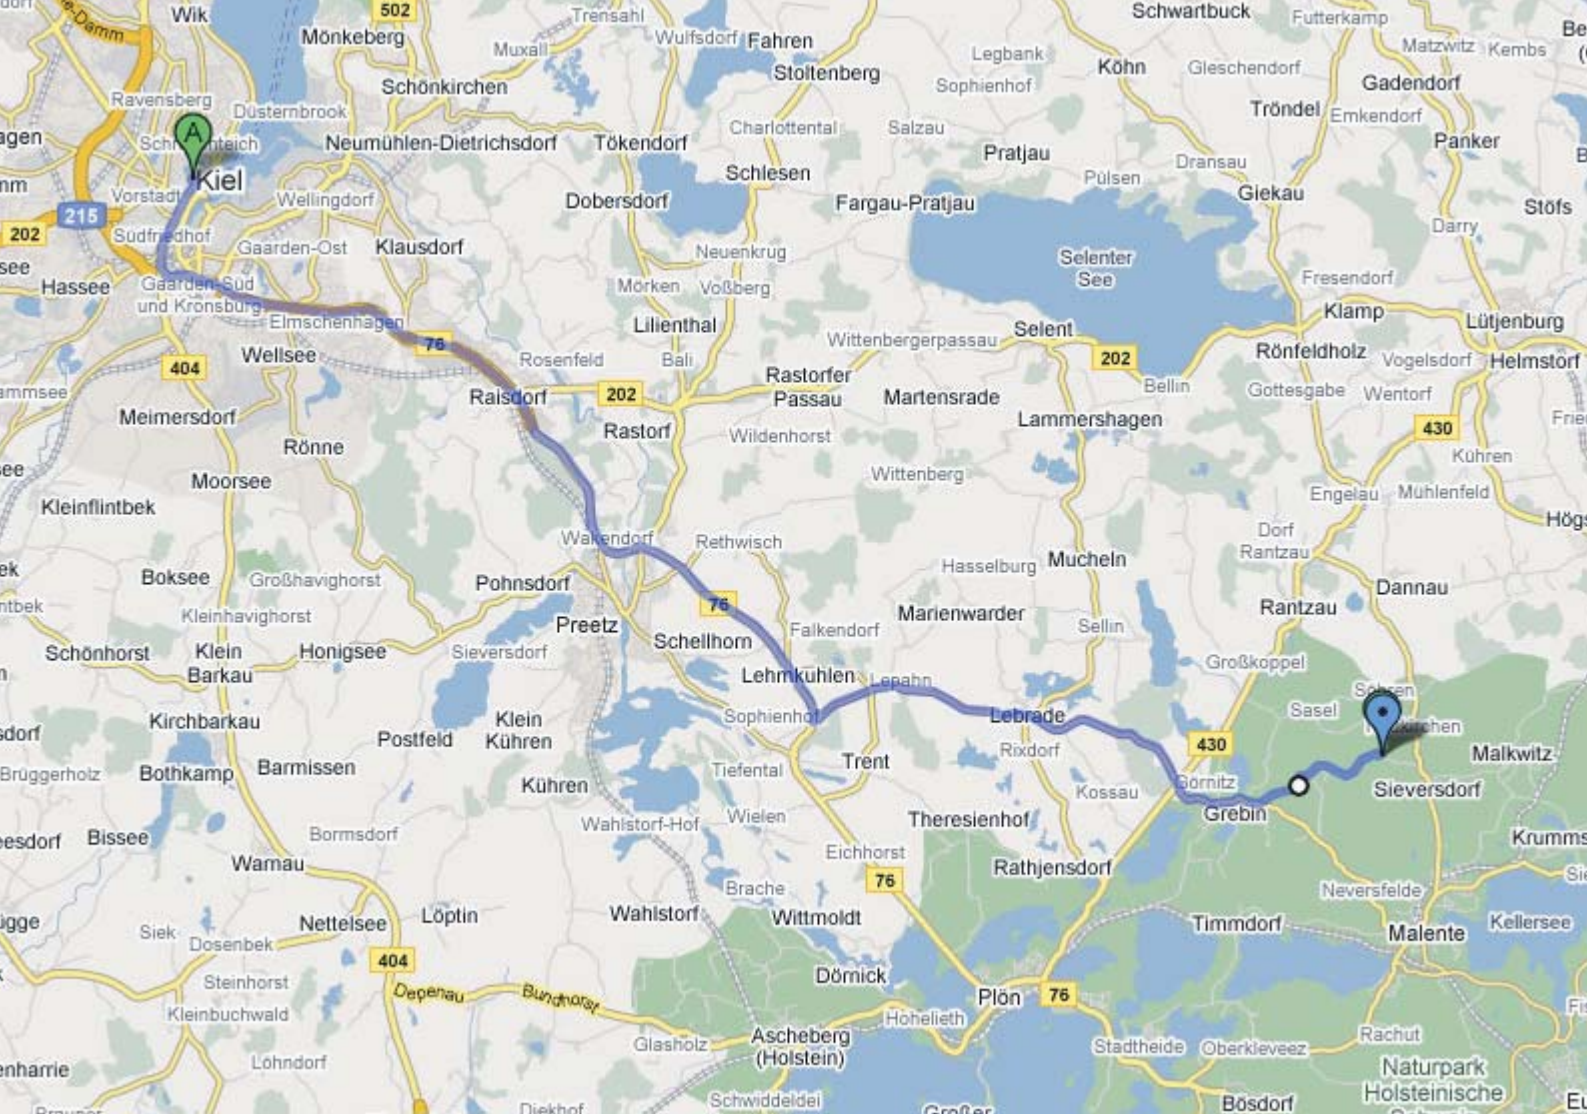 Wik
502
Mönkeberg
Trensahl
Muxall
Wulfsdorf
Fahren
Stoltenberg
Schwartbuck
Futterkamp
Legbank
Sophienhof
Köhn
Gleschendorf
Matzwitz
Kembs
Gadendorf
Schönkirchen
Ravensberg
Düsternbrook
A
Kiel
Neumühlen-Dietrichsdorf
Tökendorf
Charlottental
Salzau
Tröndel
Emkendorf
Panker
Pratjau
Dransau
Schlesen
Pülsen
Giekau
Vorstadt
Wellingdorf
Dobersdorf
Fargau-Pratjau
Stöfs
215
202
Südfriedhof
Gaarden-Ost
Klausdorf
Neuenkrug
Selenter
See
Darry
Hassee
Gaarden-Süd
und Kronsburg
Mörken
Voßberg
Fresendorf
Klamp
Elmschenhagen
Lilienthal
Wittenbergerpassau
Selent
Lütjenburg
76
Wellsee
404
Rosenfeld
Bali
202
Rönfeldholz
Vogelsdorf
Helmstorf
Raisdorf
202
Rastorfer
Passau
Martensrade
Bellin
Gottesgabe
Wentorf
Meimersdorf
Rastorf
Wildenhorst
Lammershagen
430
Rönne
Wittenberg
Kühren
Moorsee
Engelau
Mühlenfeld
Kleinflintbek
Wakendorf
Rethwisch
Dorf
Rantzau
Boksee
Großhavighorst
Pohnsdorf
Hasselburg
Mucheln
Dannau
Kleinhavighorst
76
Marienwarder
Rantzau
Preetz
Schellhorn
Falkendorf
Sellin
Schönhorst
Klein
Barkau
Honigsee
Sieversdorf
Großkoppel
Lehmkuhlen
Lepahn
Kirchbarkau
Klein
Kühren
Sophienhof
Lebrade
Sasel
Postfeld
Rixdorf
430
Malkwitz
Brüggerholz
Bothkamp
Barmissen
Kühren
Tiefental
Trent
Kossau
Görnitz
Sieversdorf
Bissee
Bormsdorf
Wahlstorf-Hof
Wielen
Theresienhof
Grebin
Warnau
Eichhorst
76
Rathjensdorf
Brache
Neversfelde
Nettelsee
Löptin
Wahlstorf
Wittmoldt
Timmdorf
Malente
Kellersee
Siek
Dosenbek
404
Steinhorst
Depenau
Bundhorst
Dörnick
Plön
76
Kleinbuchwald
Hohelieth
Löhndorf
Glasholz
Ascheberg
(Holstein)
Stadtheide
Oberkleveez
Rachut
Naturpark
Holsteinische
Schwiddeldei
Bösdorf
Diekhof
Großer